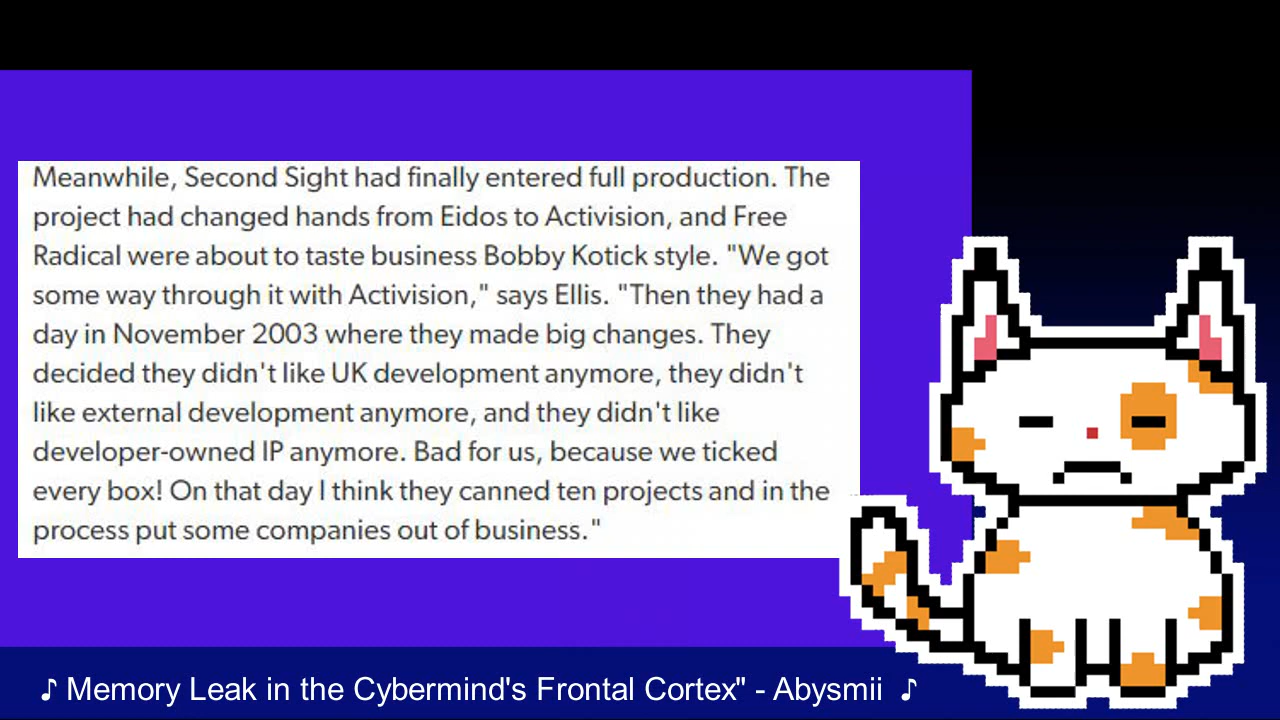 Meanwhile, Second Sight had finally entered full production. The
project had changed hands from Eidos to Activision, and Free
Radical were about to taste business Bobby Kotick style. "We got
some way through it with Activision," says Ellis. "Then they had a
day in November 2003 where they made big changes. They
decided they didn't like UK development anymore, they didn't
like external development anymore, and they didn't like
developer-owned IP anymore. Bad for us, because we ticked
every box! On that day I think they canned ten projects and in the
process put some companies out of business."
♪ Memory Leak in the Cybermind's Frontal Cortex" - Abysmii ♪